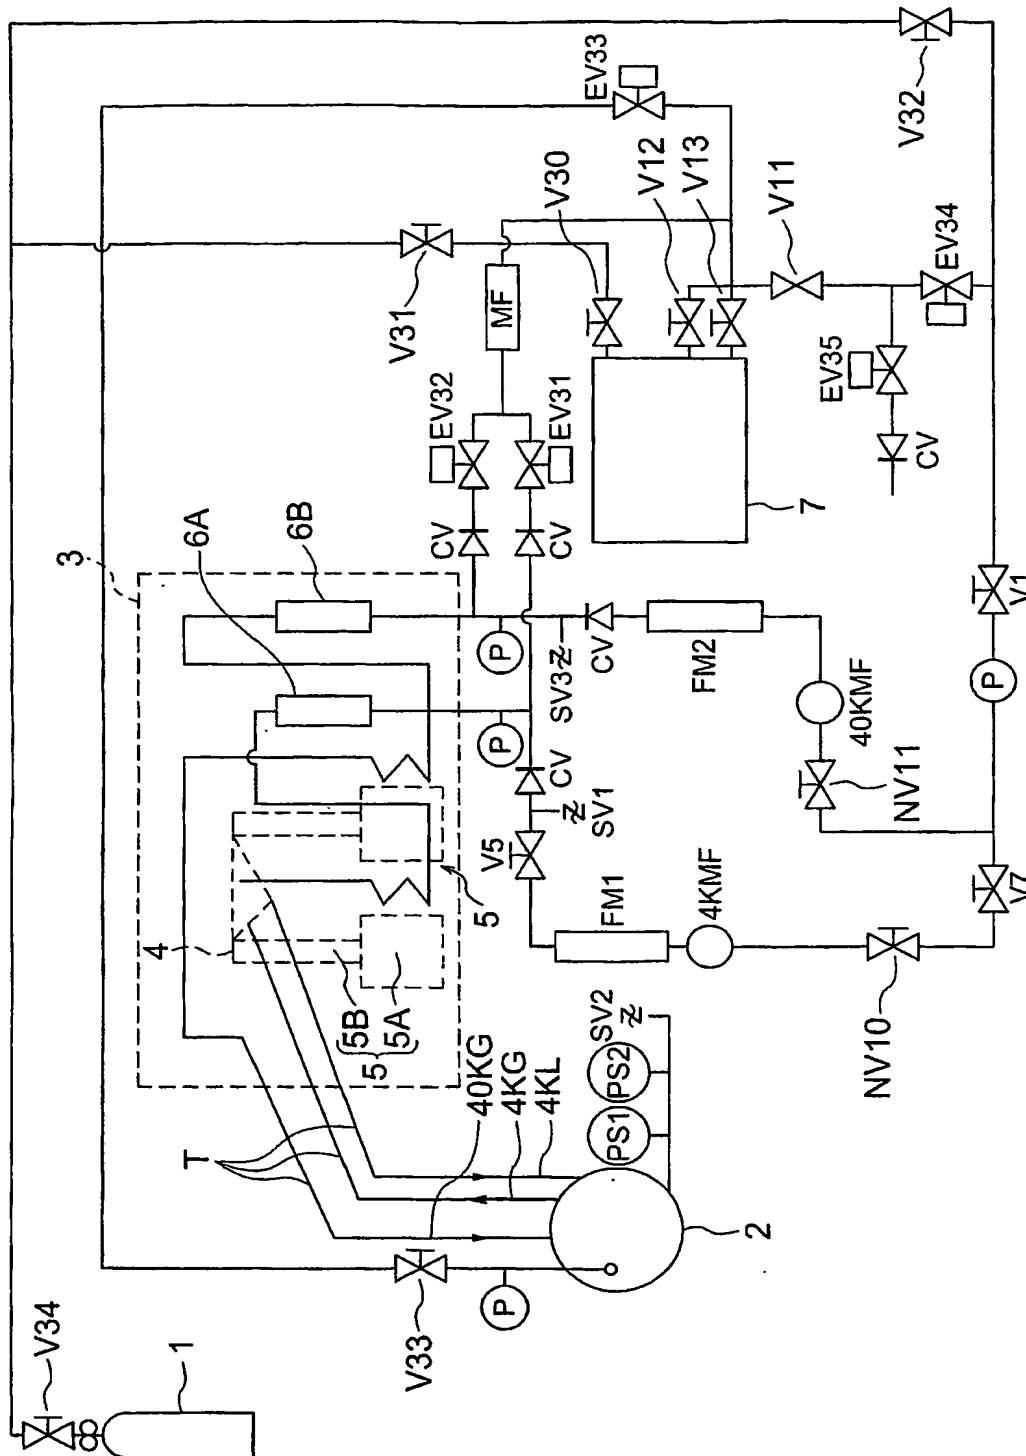 V34
1
V33
P
2
T
40KG
4KG
4KL
PS1
PS2
SV2
3
4
5B
5A
5
5
6A
6B
P
P
CV
SV1
V5
FM1
4KMF
NV10
V7
SV3
CV
FM2
40KMF
NV11
P
V1
CV
CV
EV32
EV31
MF
V31
V30
EV33
V12
V13
V11
7
EV35
CV
EV34
V32